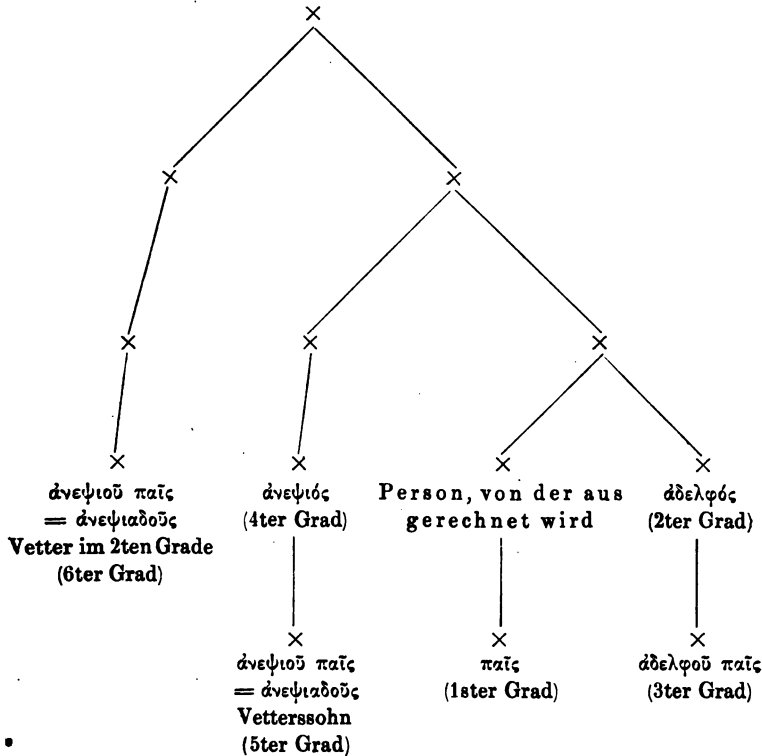 ἀνεψιοῦ παῖς
= ἀνεψιαδοῦς
Vetter im 2ten Grade
(6ter Grad)
ἀνεψιός
(4ter Grad)
Person, von der aus
gerechnet wird
ἀδελφός
(2ter Grad)
ἀνεψιοῦ παῖς
= ἀνεψιαδοῦς
Vetterssohn
(5ter Grad)
παῖς
(1ster Grad)
ἀδελφοῦ παῖς
(3ter Grad)